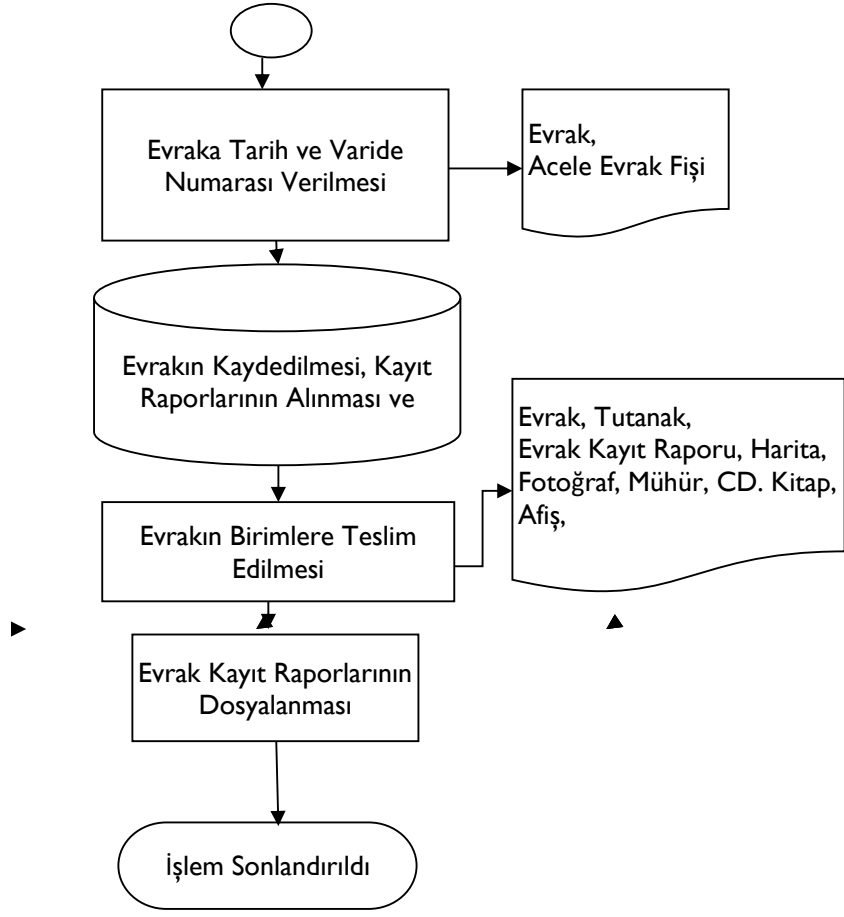 Evraka Tarih ve Varide
Numarası Verilmesi
Evrak,
Acele Evrak Fişi
Evrakın Kaydedilmesi, Kayıt
Raporlarının Alınması ve
Evrak, Tutanak,
Evrak Kayıt Raporu, Harita,
Fotoğraf, Mühür, CD. Kitap,
Afiş,
Evrakın Birimlere Teslim
Edilmesi
Evrak Kayıt Raporlarının
Dosyalanması
İşlem Sonlandırıldı